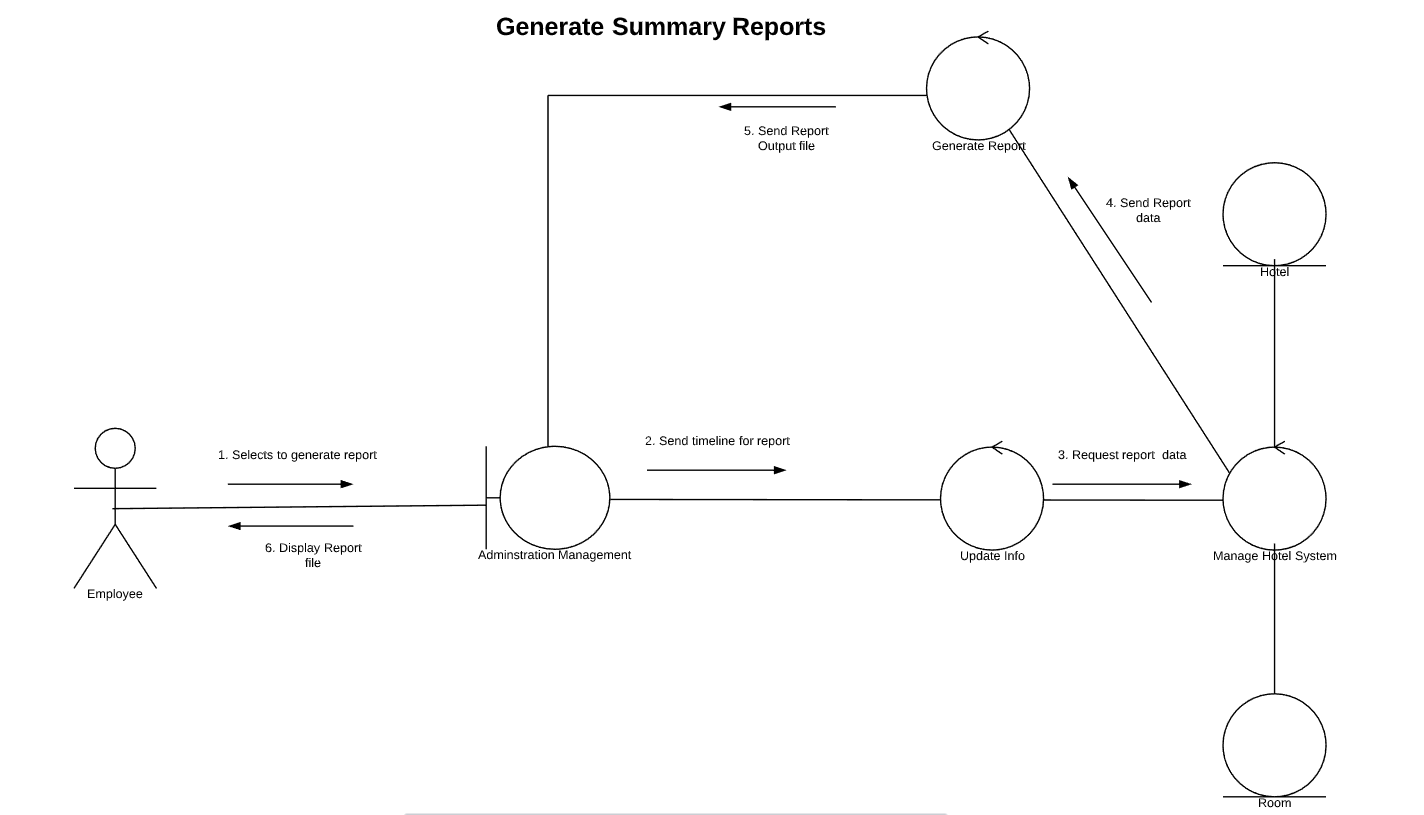 Generate Summary Reports
5. Send Report
Output file
Generate Report
4. Send Report
data
Hotel
1. Selects to generate report
2. Send timeline for report
3. Request report  data
6. Display Report
file
Adminstration Management
Update Info
Manage Hotel System
Employee
Room